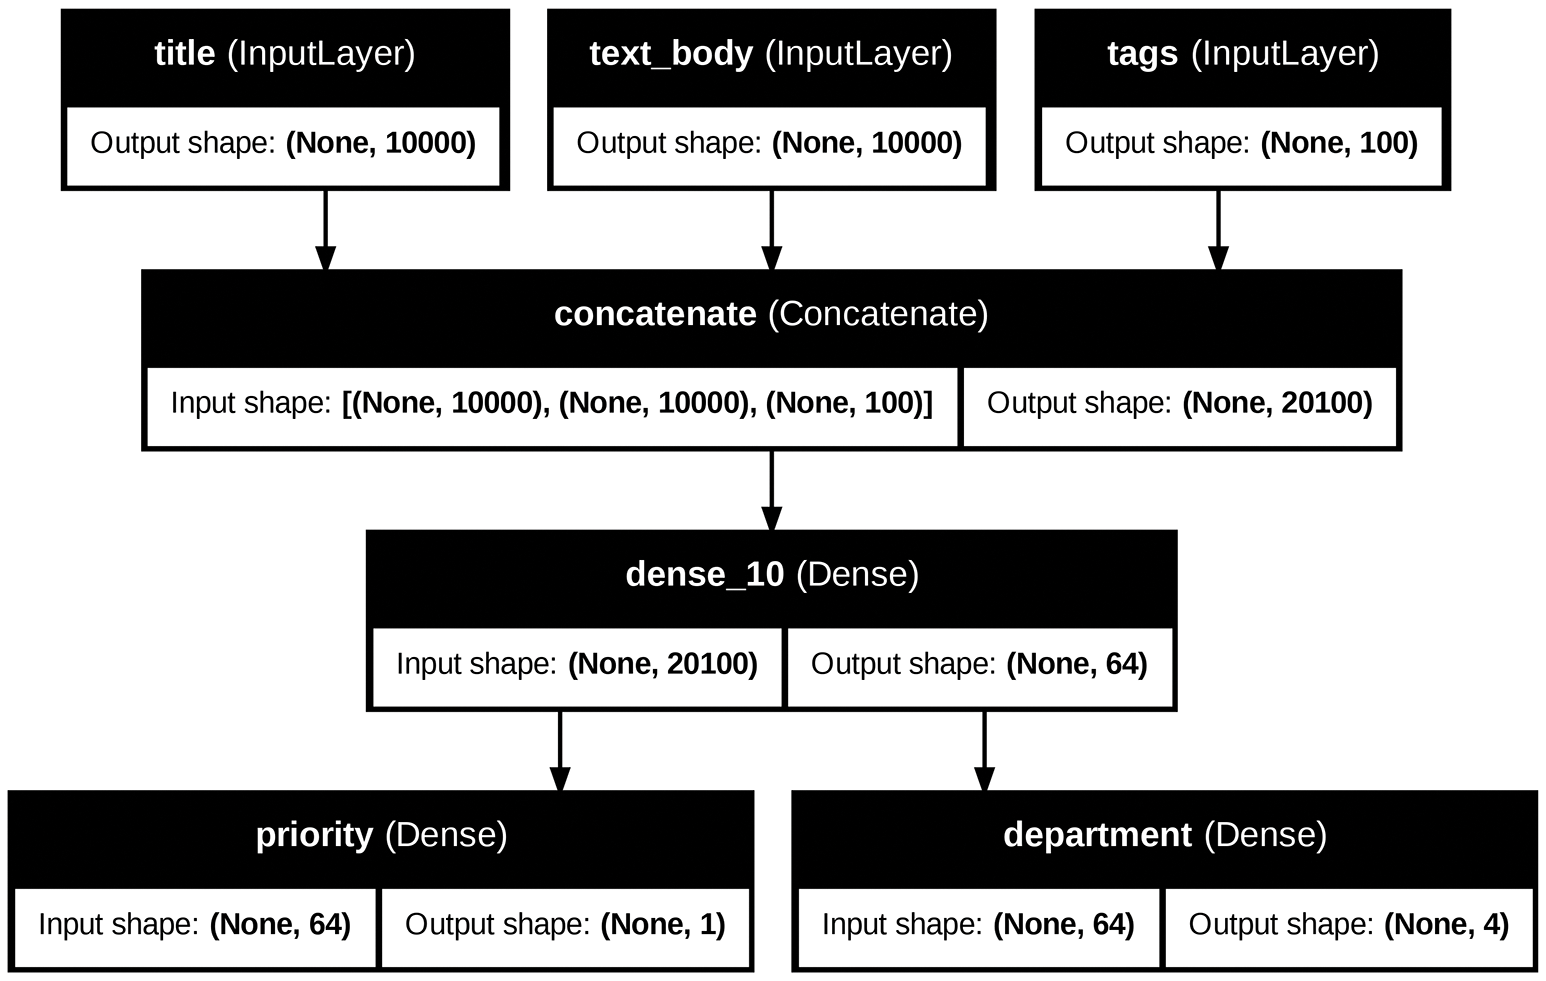 title (InputLayer)
Output shape: (None, 10000)
text_body (InputLayer)
Output shape: (None, 10000)
tags (InputLayer)
Output shape: (None, 100)
concatenate (Concatenate)
Input shape: [(None, 10000), (None, 10000), (None, 100)]
Output shape: (None, 20100)
dense_10 (Dense)
Input shape: (None, 20100)
Output shape: (None, 64)
priority (Dense)
Input shape: (None, 64)
Output shape: (None, 1)
department (Dense)
Input shape: (None, 64)
Output shape: (None, 4)